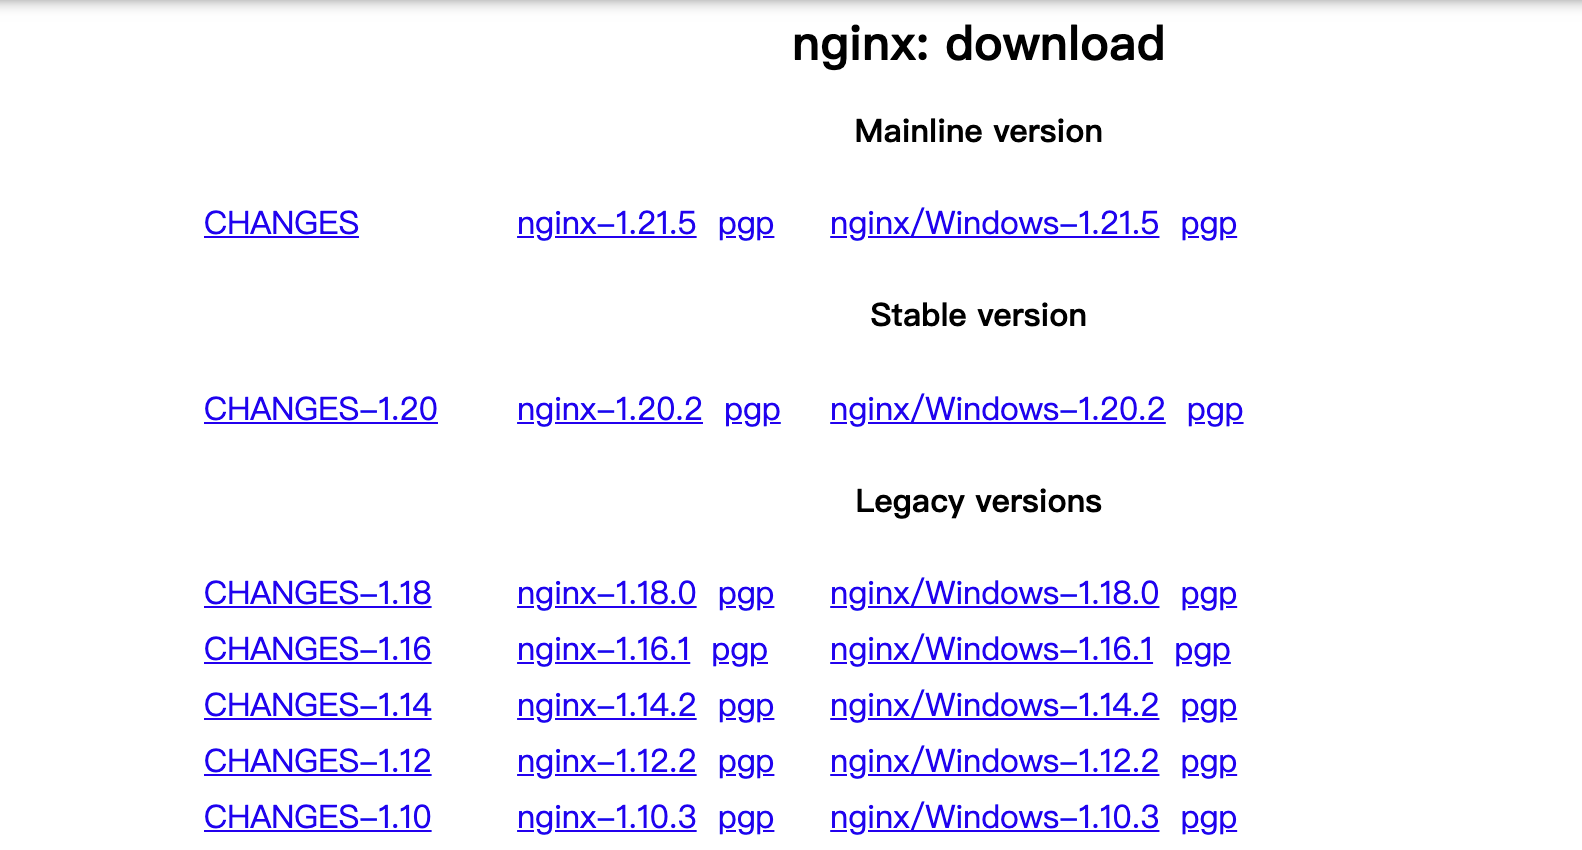 nginx: download
Mainline version
CHANGES nginx-1.21.5 pgp nginx/Windows-1.21.5 pgp
Stable version
CHANGES-1.20 nginx-1.20.2 pgp nginx/Windows-1.20.2 pgp
Legacy versions
CHANGES-1.18 nginx-1.18.0 pgp nginx/Windows-1.18.0 pgp
CHANGES-1.16 nginx-1.16.1 pgp nginx/Windows-1.16.1 pgp
CHANGES-1.14 nginx-1.14.2 pgp nginx/Windows-1.14.2 pgp
CHANGES-1.12 nginx-1.12.2 pgp nginx/Windows-1.12.2 pgp
CHANGES-1.10 nginx-1.10.3 pgp nginx/Windows-1.10.3 pgp